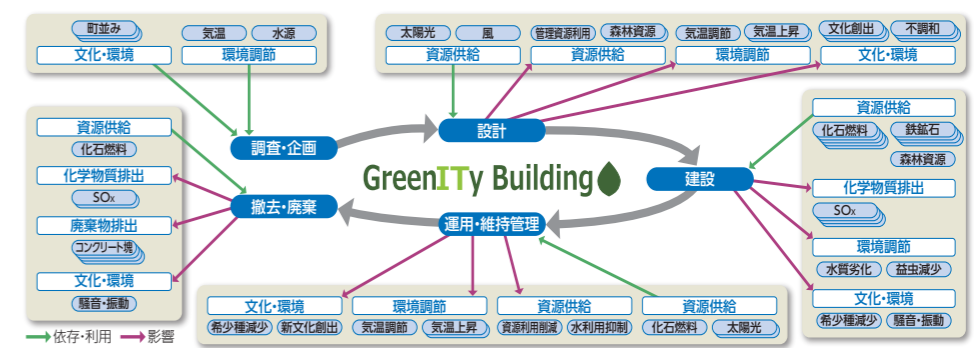 町並み
文化・環境
気温 水源
環境調節
太陽光 風
資源供給
管理資源利用 森林資源
資源供給
気温調節 気温上昇
環境調節
文化創出 不調和
文化・環境
調査・企画
設計
建設
運用・維持管理
撤去・廃棄
GreenITy Building
資源供給
化石燃料
化学物質排出
SOx
廃棄物排出
コンクリート塊
文化・環境
騒音・振動
資源供給
化石燃料 鉄鉱石
森林資源
化学物質排出
SOx
環境調節
水質劣化 益虫減少
文化・環境
希少種減少 騒音・振動
文化・環境
希少種減少 新文化創出
環境調節
気温調節 気温上昇
資源供給
資源利用削減 水利用抑制
資源供給
化石燃料 太陽光
依存・利用 影響